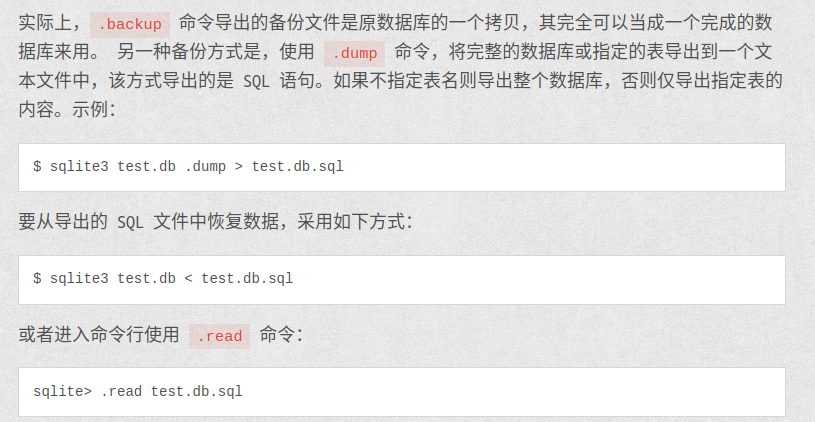 实际上， .backup 命令导出的备份文件是原数据库的一个拷贝，其完全可以当成一个完成的数
据库来用。 另一种备份方式是，使用 .dump 命令，将完整的数据库或指定的表导出到一个文
本文件中，该方式导出的是 SQL 语句。如果不指定表名则导出整个数据库，否则仅导出指定表的
内容。示例：
$ sqlite3 test.db .dump > test.db.sql
要从导出的 SQL 文件中恢复数据，采用如下方式：
$ sqlite3 test.db < test.db.sql
或者进入命令行使用 .read 命令：
sqlite> .read test.db.sql